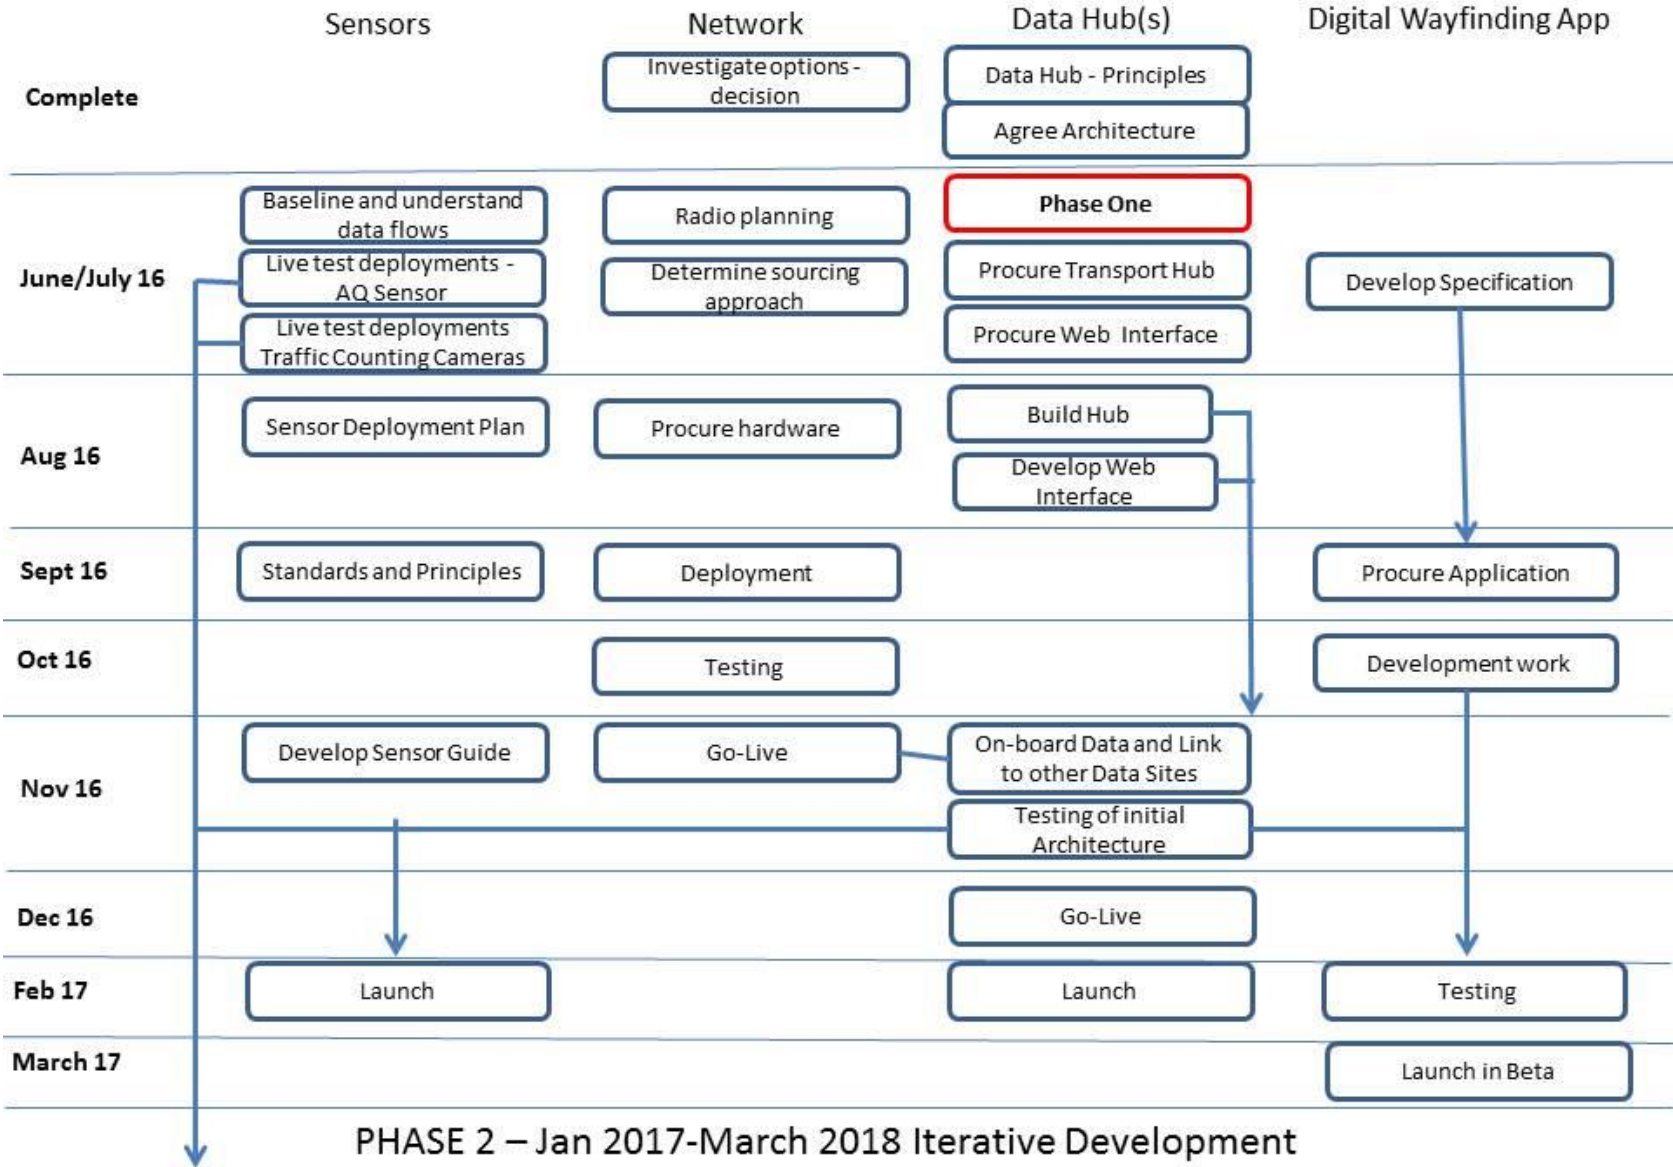 Sensors
Network
Data Hub(s)
Digital Wayfinding App
Complete
Investigate options -
decision
Data Hub - Principles
Agree Architecture
June/July 16
Baseline and understand
data flows
Live test deployments -
AQ Sensor
Live test deployments
Traffic Counting Cameras
Radio planning
Determine sourcing
approach
Phase One
Procure Transport Hub
Procure Web Interface
Develop Specification
Aug 16
Sensor Deployment Plan
Procure hardware
Build Hub
Develop Web
Interface
Sept 16
Standards and Principles
Deployment
Procure Application
Oct 16
Testing
Development work
Nov 16
Develop Sensor Guide
Go-Live
On-board Data and Link
to other Data Sites
Testing of initial
Architecture
Dec 16
Go-Live
Feb 17
Launch
Launch
Testing
March 17
Launch in Beta
PHASE 2 – Jan 2017-March 2018 Iterative Development